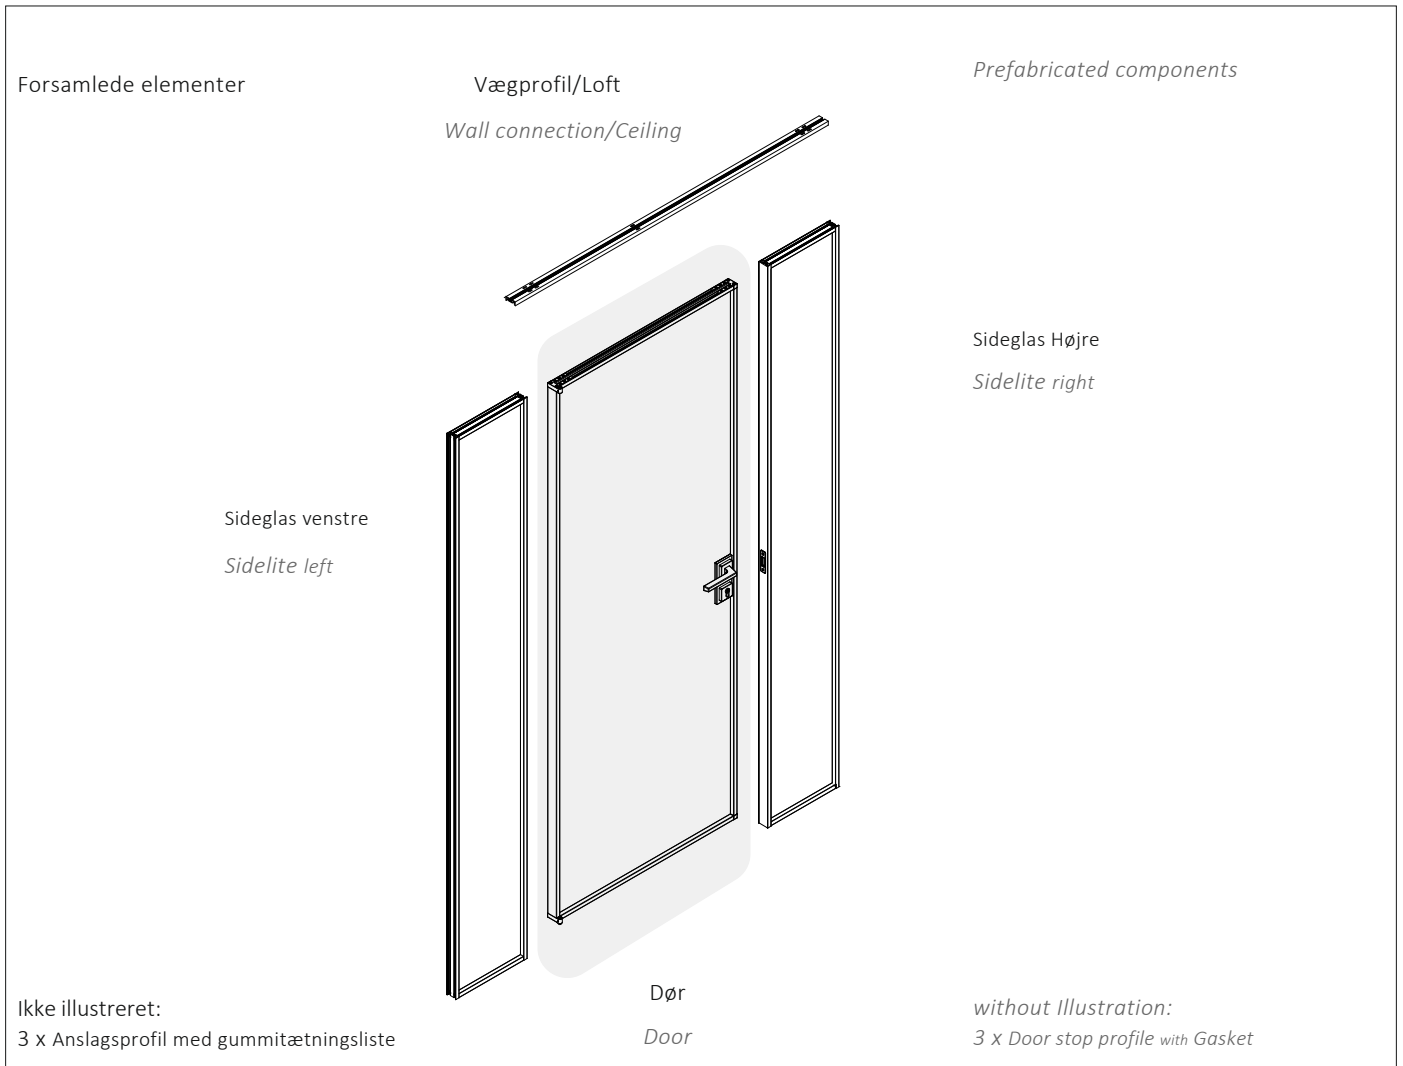 Forsamlede elementer
Vægprofil/Loft
Wall connection/Ceiling
Prefabricated components
Sideglas Højre
Sidelite right
Sideglas venstre
Sidelite left
Ikke illustreret:
3 x Anslagsprofil med gummitætningsliste
Dør
Door
without Illustration:
3 x Door stop profile with Gasket